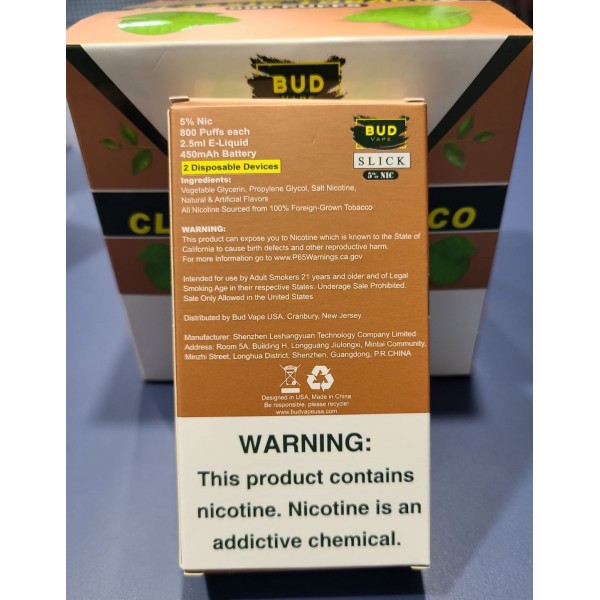 BUD
VAPE
CL
CO
5% Nic
800 Puffs each
2.5ml E-Liquid
450mAh Battery
2 Disposable Devices
BUD
VAPE
SLICK
5% NIC
Ingredients:
Vegetable Glycerin, Propylene Glycol, Salt Nicotine,
Natural & Artificial Flavors
All Nicotine Sourced from 100% Foreign-Grown Tobacco
WARNING:
This product can expose you to Nicotine which is known to the State of
California to cause birth defects and other reproductive harm.
For more information go to www.P65Warnings.ca.gov
Intended for use by Adult Smokers 21 years and older and of Legal
Smoking Age in their respective States. Underage Sale Prohibited.
Sale Only Allowed in the United States
Distributed by Bud Vape USA, Cranbury, New Jersey
Manufacturer: Shenzhen Leshangyuan Technology Company Limited
Address: Room 5A, Building H, Longguang Jiulongxi, Mintai Community,
Minzhi Street, Longhua District, Shenzhen, Guangdong, P.R.CHINA
Designed in USA, Made in China
Be responsible, please recycle!
www.budvapeusa.com
WARNING:
This product contains
nicotine. Nicotine is an
addictive chemical.